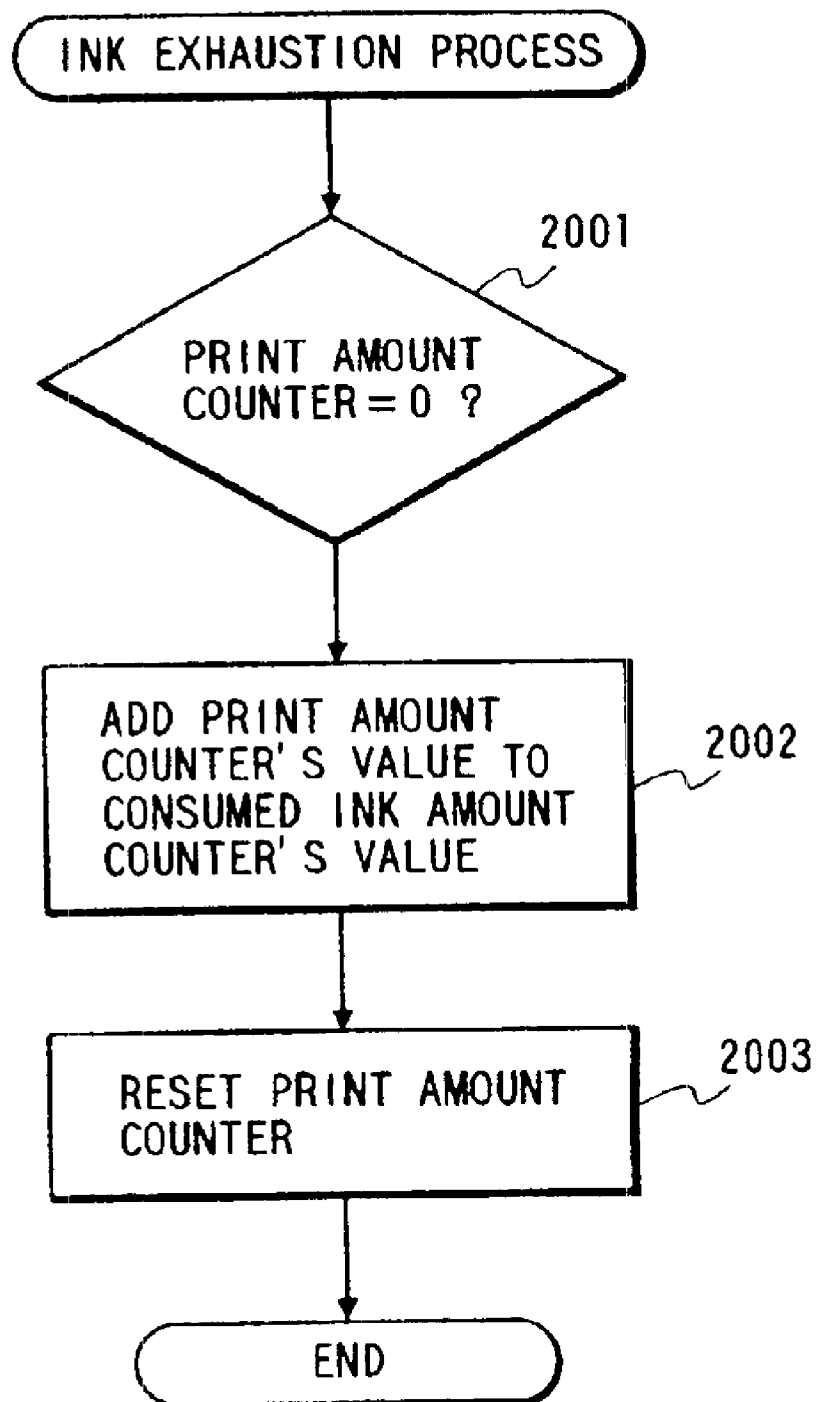 INK EXHAUSTION PROCESS
2001
PRINT AMOUNT
COUNTER = 0 ?
ADD PRINT AMOUNT
COUNTER'S VALUE TO
CONSUMED INK AMOUNT
COUNTER'S VALUE
2002
RESET PRINT AMOUNT
COUNTER
2003
END